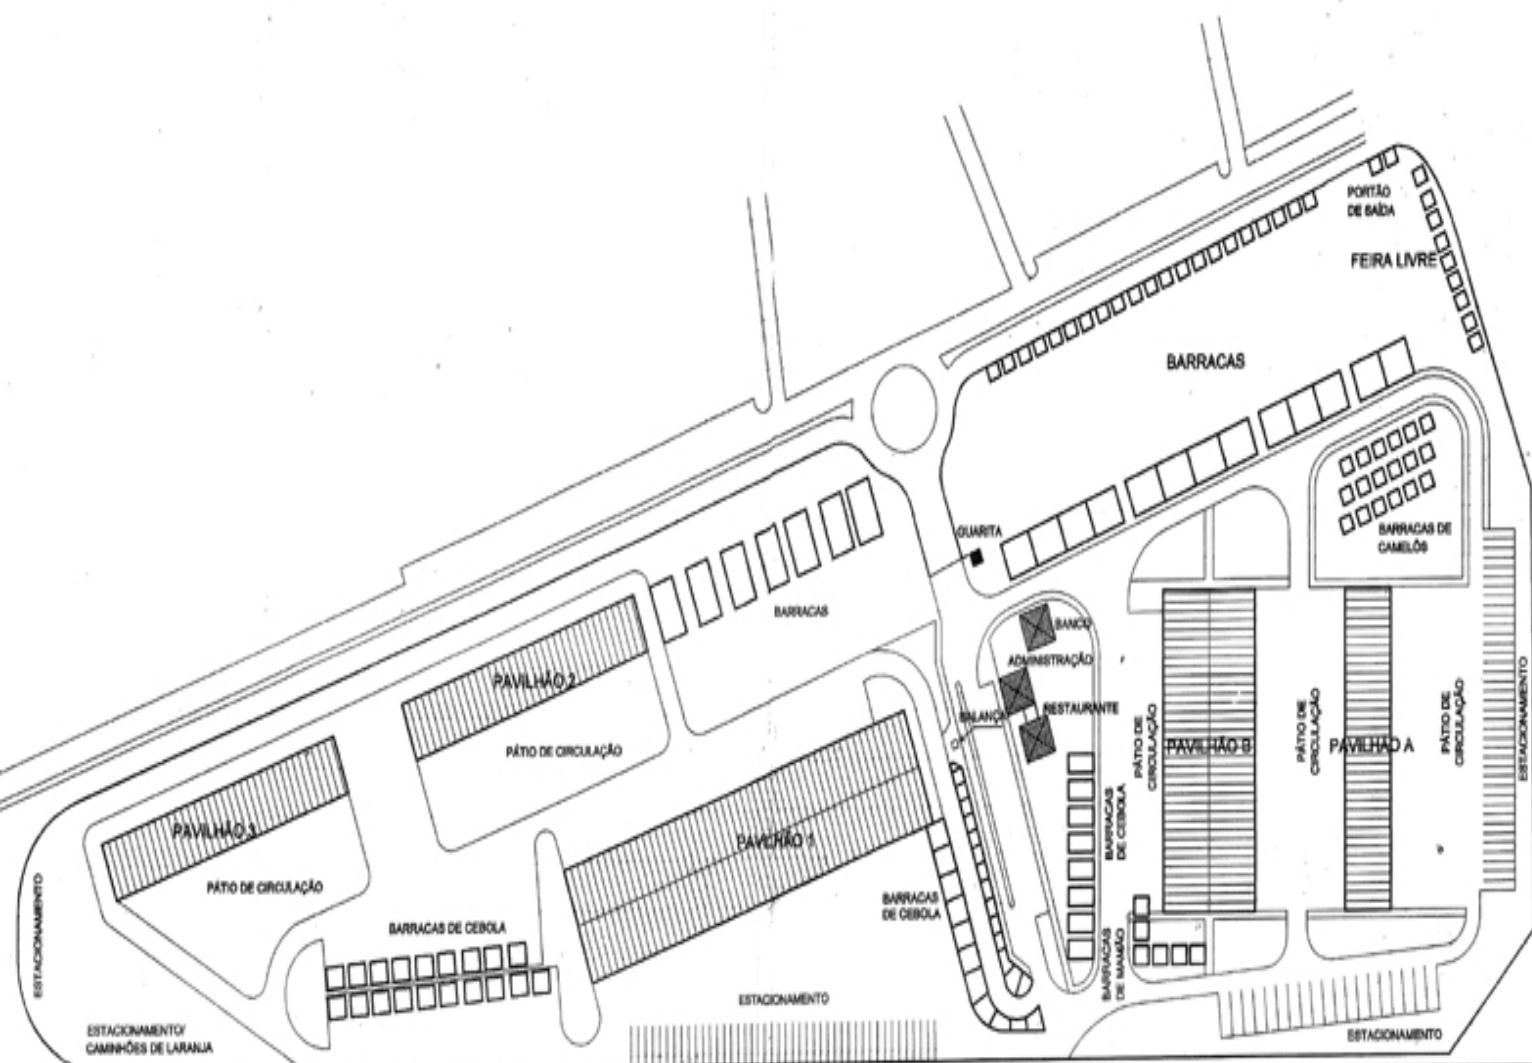 PORTÃO
DE SAÍDA
FEIRA LIVRE
BARRACAS
GUARITA
BARRACAS DE
CAMELÔS
BARRACAS
BANCO
ADMINISTRAÇÃO
BALANÇA
RESTAURANTE
PAVILHÃO 2
PÁTIO DE CIRCULAÇÃO
PÁTIO DE
CIRCULAÇÃO
PAVILHÃO B
PÁTIO DE
CIRCULAÇÃO
PAVILHÃO A
PÁTIO DE
CIRCULAÇÃO
ESTACIONAMENTO
PAVILHÃO 3
PÁTIO DE CIRCULAÇÃO
PAVILHÃO 1
BARRACAS
DE CEBOLA
BARRACAS
DE CEBOLA
BARRACAS DE CEBOLA
BARRACAS
DE MAMÃO
ESTACIONAMENTO
ESTACIONAMENTO/
CAMINHÕES DE LARANJA
ESTACIONAMENTO
ESTACIONAMENTO